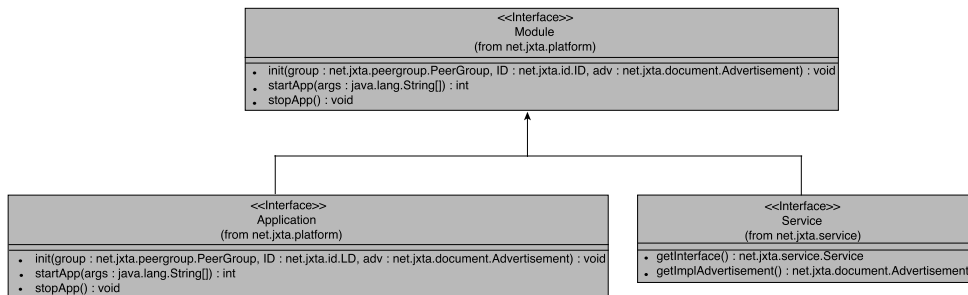 <<Interface>>
Module
(from net.jxta.platform)
• init(group : net.jxta.peergroup.PeerGroup, ID : net.jxta.id.ID, adv : net.jxta.document.Advertisement) : void
• startApp(args : java.lang.String[]) : int
• stopApp() : void
<<Interface>>
Application
(from net.jxta.platform)
• init(group : net.jxta.peergroup.PeerGroup, ID : net.jxta.id.LD, adv : net.jxta.document.Advertisement) : void
• startApp(args : java.lang.String[]) : int
• stopApp() : void
<<Interface>>
Service
(from net.jxta.service)
• getInterface() : net.jxta.service.Service
• getImplAdvertisement() : net.jxta.document.Advertisement